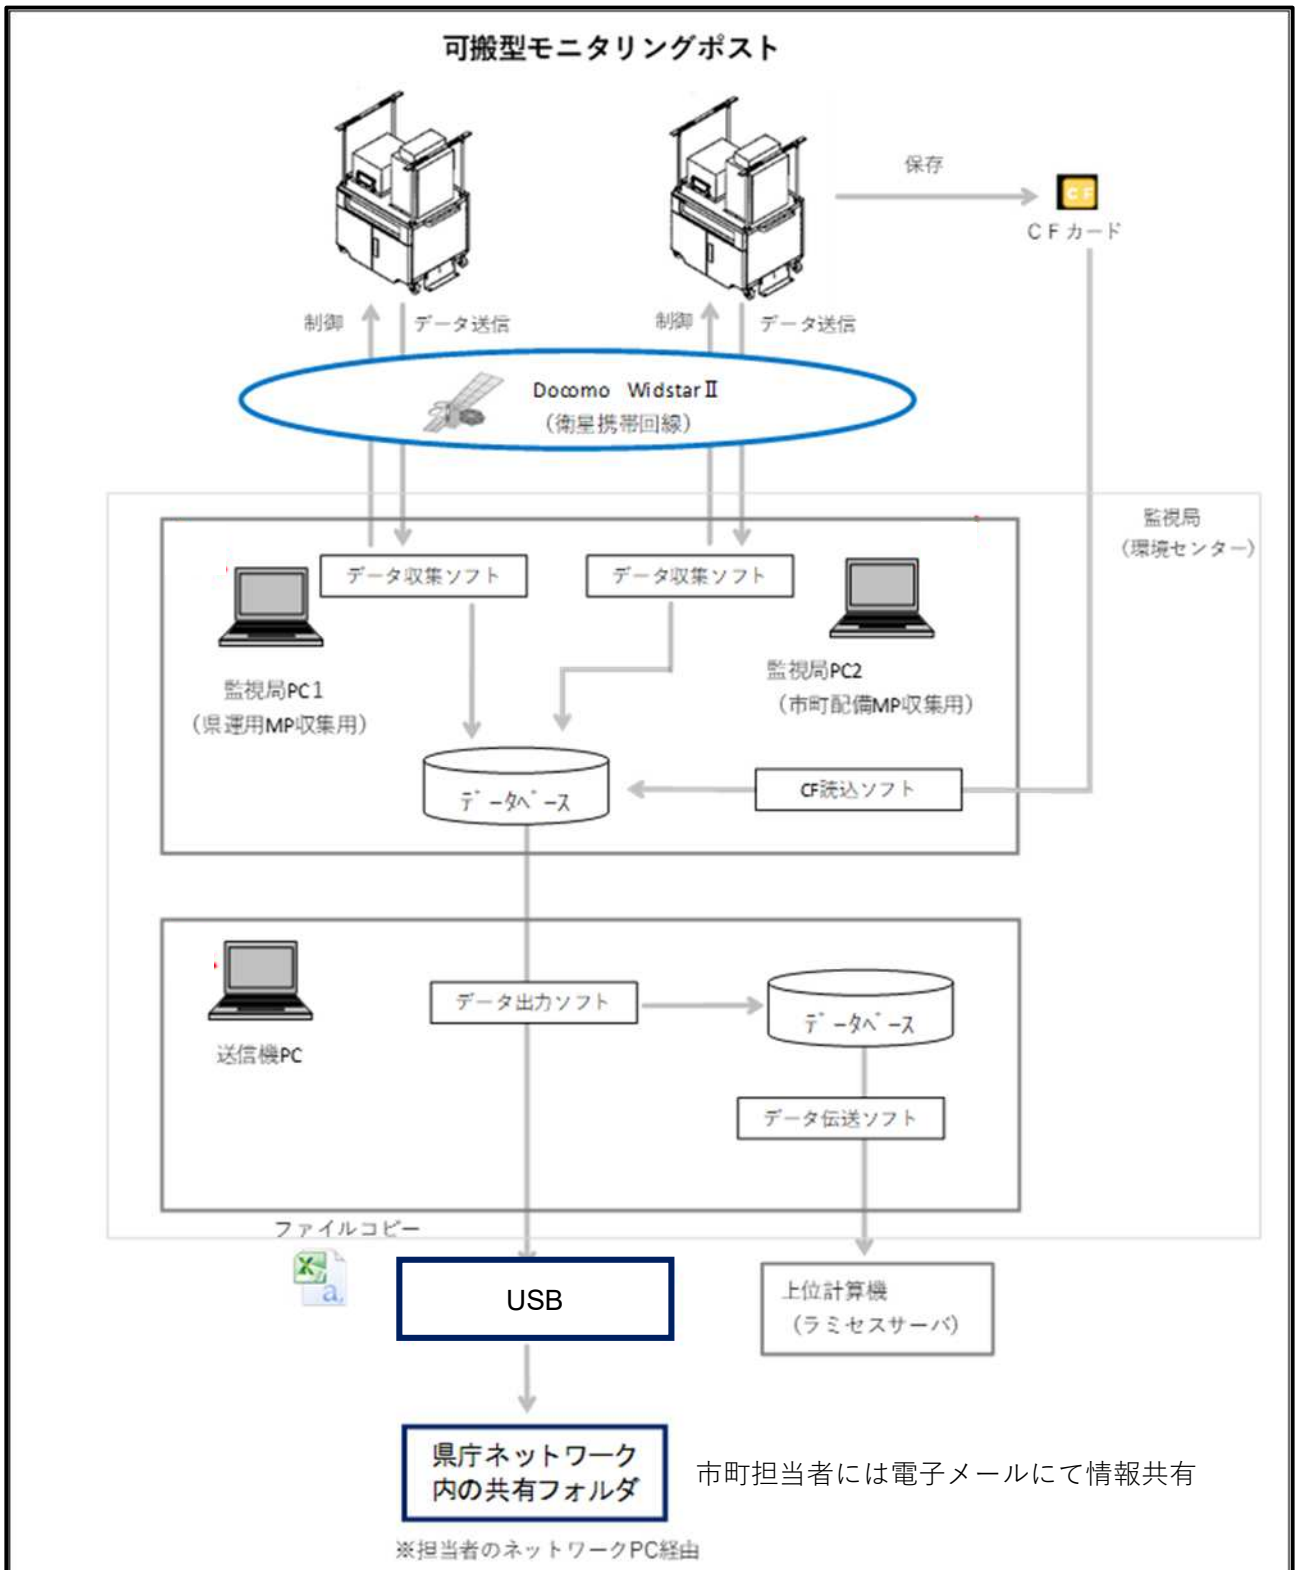 可搬型モニタリングポスト
保存
CF
ＣＦカード
制御
データ送信
制御
データ送信
Docomo　WidstarⅡ
（衛星携帯回線）
監視局
（環境センター）
データ収集ソフト
データ収集ソフト
監視局PC１
（県運用MP収集用）
監視局PC2
（市町配備MP収集用）
データベース
CF読込ソフト
送信機PC
データ出力ソフト
データベース
データ伝送ソフト
ファイルコピー
X
a,
USB
上位計算機
（ラミセスサーバ）
県庁ネットワーク
内の共有フォルダ
市町担当者には電子メールにて情報共有
※担当者のネットワークPC経由